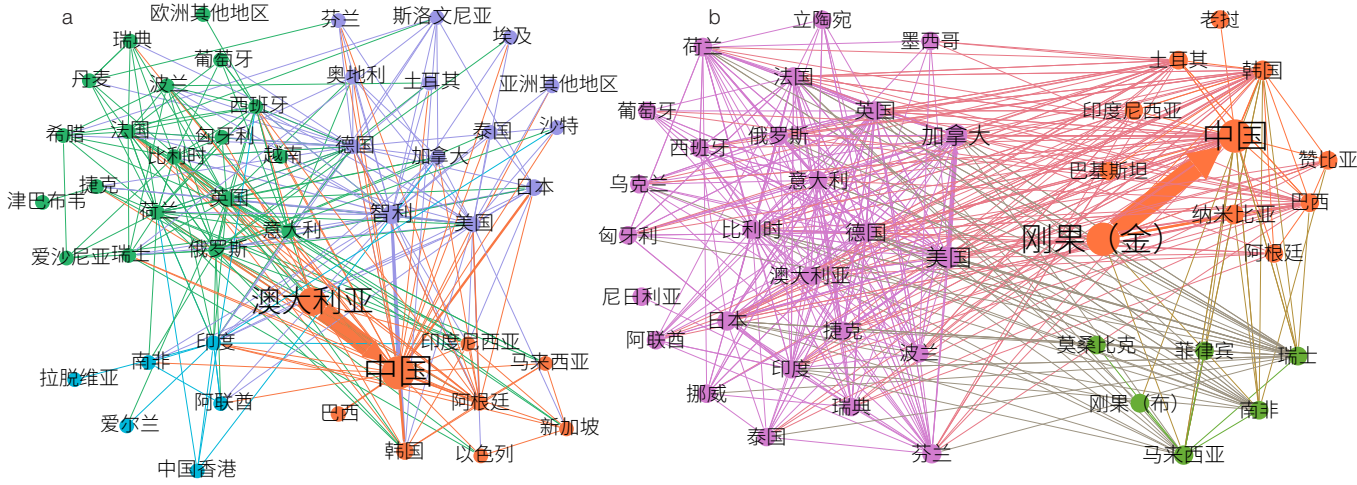 a
欧洲其他地区
芬兰
斯洛文尼亚
埃及
瑞典
葡萄牙
丹麦
波兰
奥地利
土耳其
亚洲其他地区
西班牙
希腊
法国
匈牙利
德国
泰国
沙特
比利时
越南
加拿大
捷克
日本
津巴布韦
荷兰
英国
智利
美国
意大利
爱沙尼亚
瑞士
俄罗斯
澳大利亚
印度
印度尼西亚
南非
马来西亚
拉脱维亚
中国
阿联酋
巴西
阿根廷
爱尔兰
新加坡
韩国
以色列
中国香港
b
立陶宛
老挝
荷兰
墨西哥
土耳其
韩国
法国
葡萄牙
英国
印度尼西亚
俄罗斯
加拿大
中国
西班牙
赞比亚
乌克兰
意大利
巴基斯坦
巴西
纳米比亚
匈牙利
比利时
德国
刚果（金）
美国
阿根廷
澳大利亚
尼日利亚
日本
捷克
阿联酋
波兰
莫桑比克
菲律宾
瑞士
印度
挪威
瑞典
刚果（布）
南非
泰国
芬兰
马来西亚